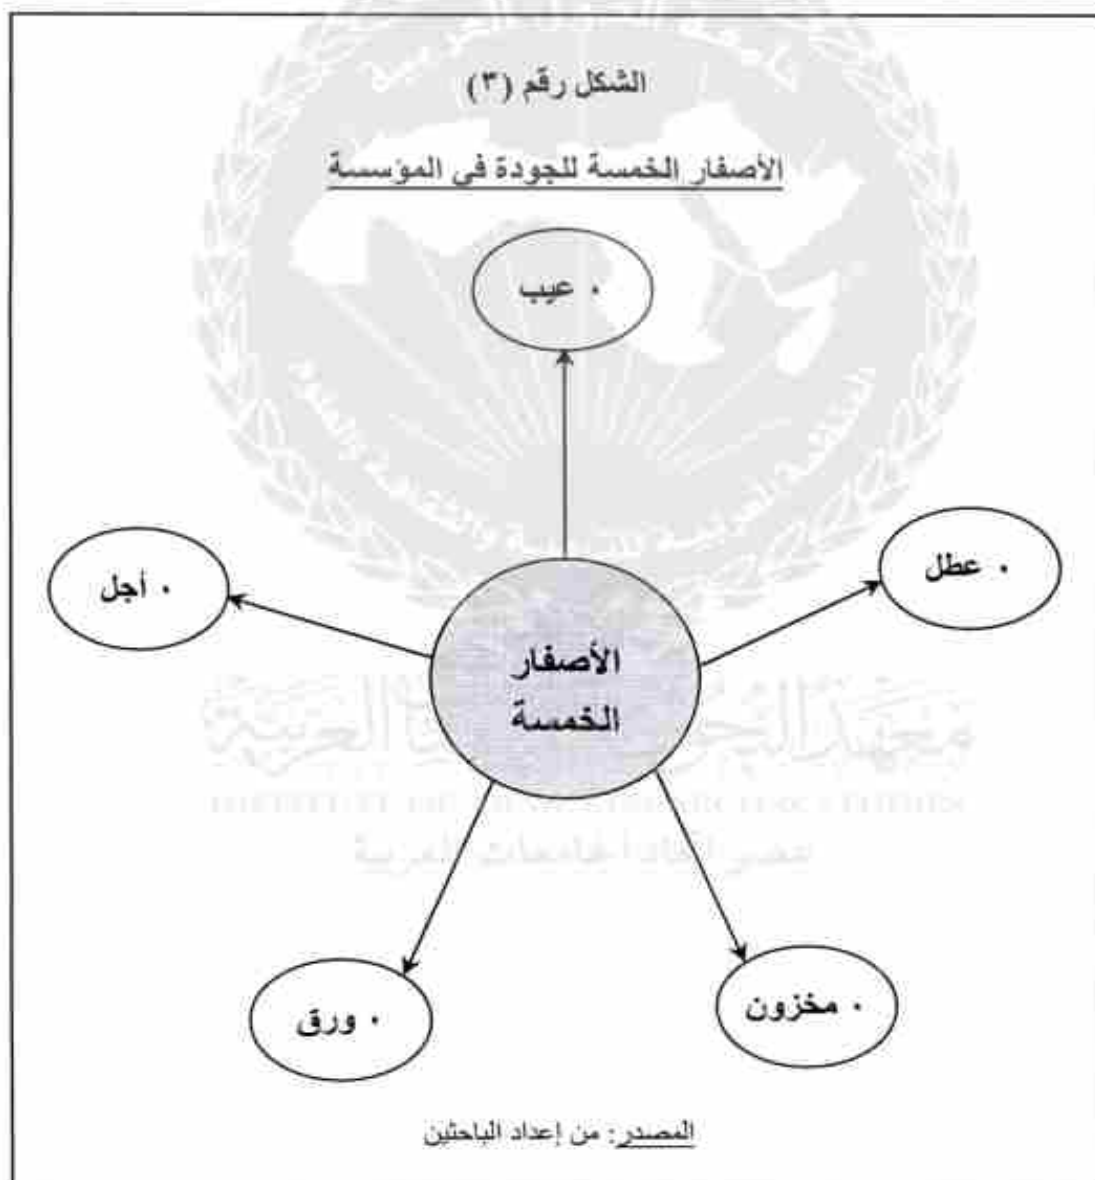 الشكل رقم (٣)
الأصفار الخمسة للجودة في المؤسسة
٠ عيب
٠ عطل
٠ أجل
الأصفار
الخمسة
٠ مخزون
٠ ورق
المصدر: من إعداد الباحثين